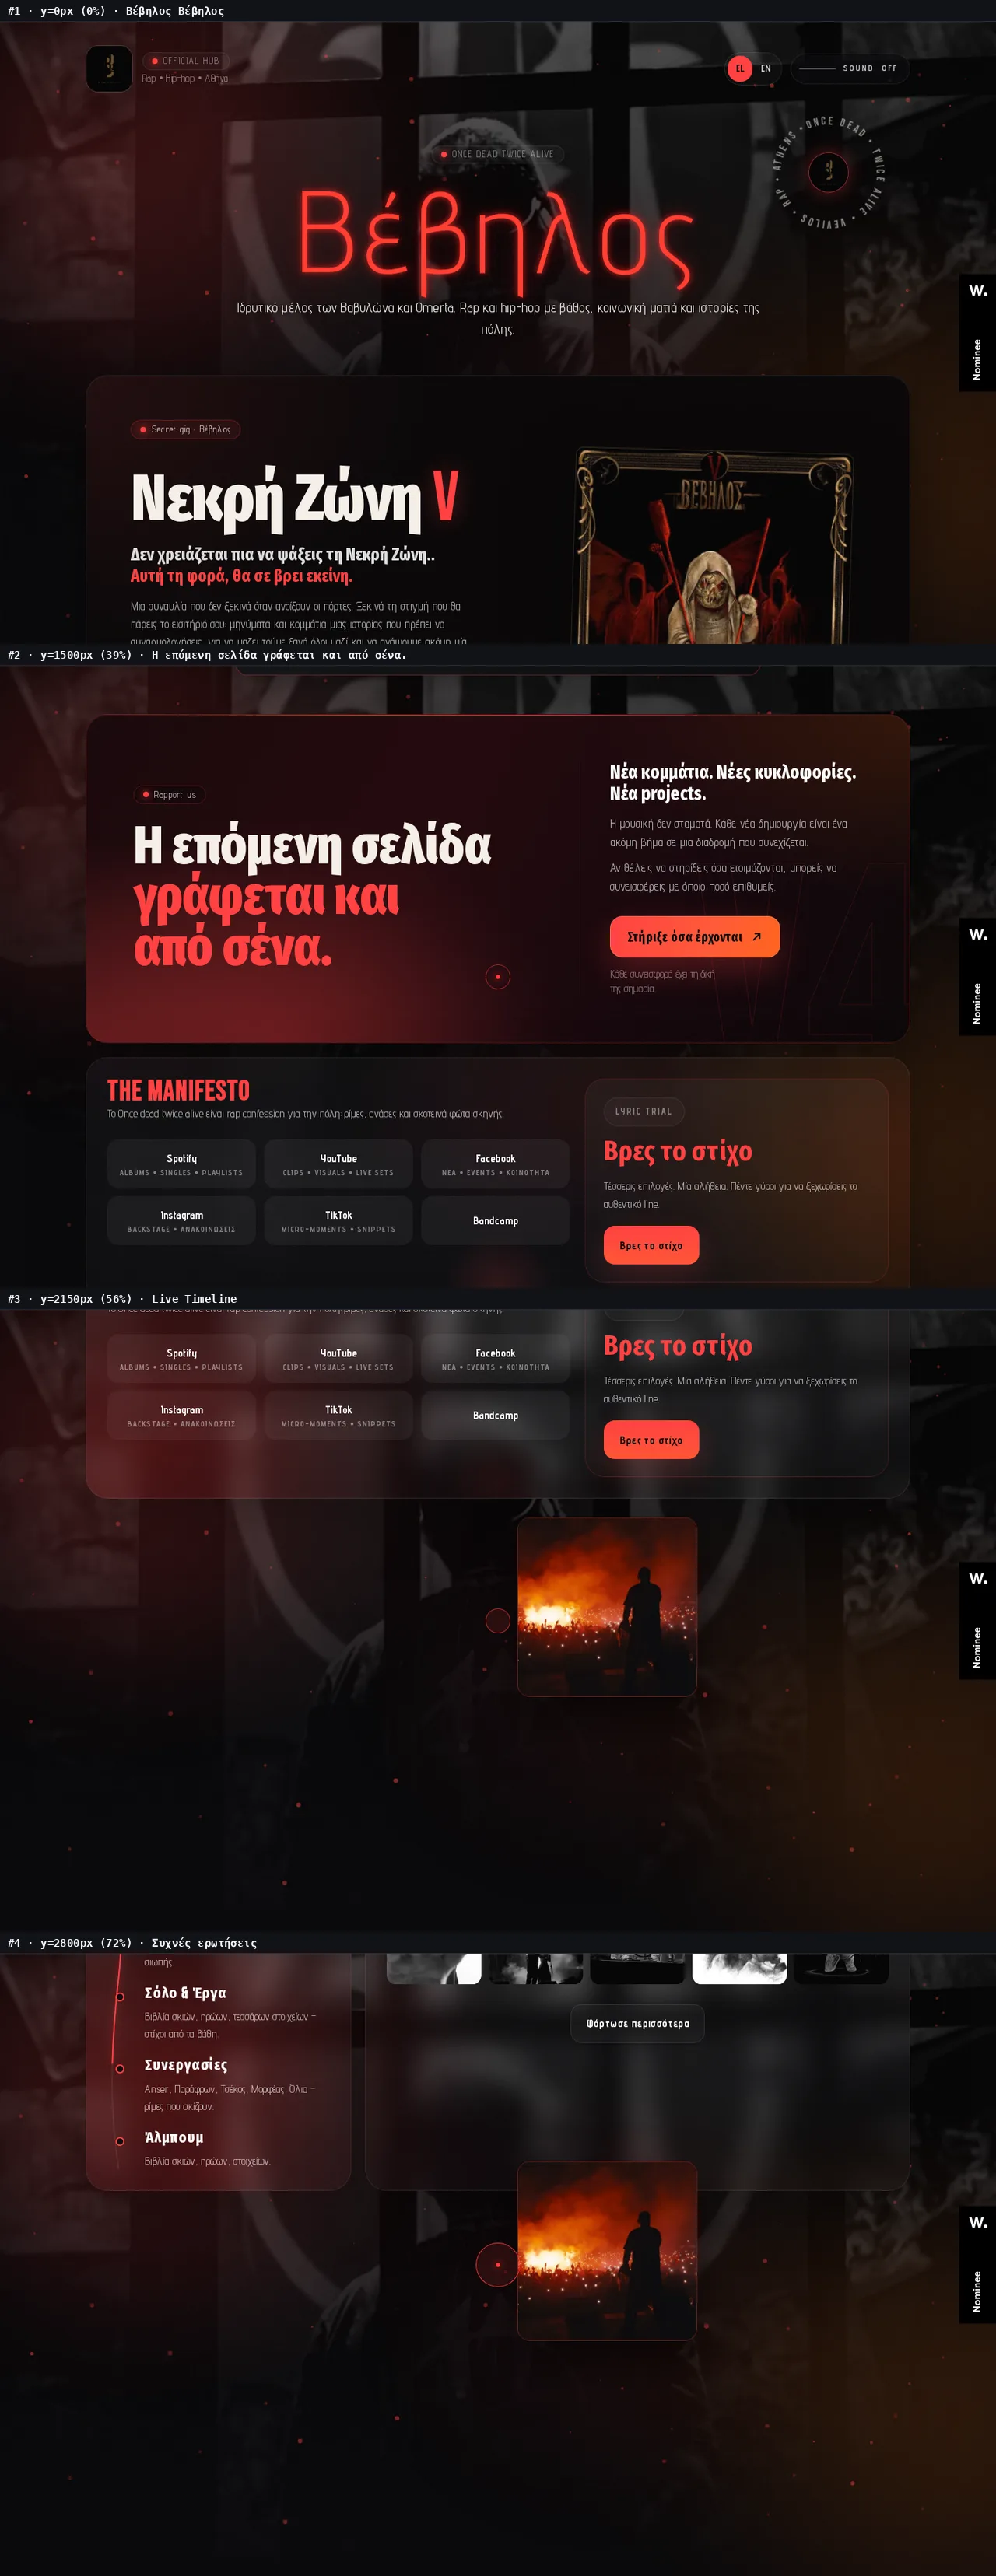 #1 · y=0px (0%) · Βέβηλος Βέβηλος
OFFICIAL HUB
Rap • Hip-hop • Αθήνα
EL EN
SOUND OFF
ONCE DEAD TWICE ALIVE
ATHENS • ONCE DEAD • TWICE ALIVE • VEVILOS • RAP •
Βέβηλος
Ιδρυτικό μέλος των Βαβυλώνα και Omerta. Rap και hip-hop με βάθος, κοινωνική ματιά και ιστορίες της
πόλης.
W.
Nominee
Secret gig · Βέβηλος
Νεκρή Ζώνη V
ΒΕΒΗΛΟΣ
Δεν χρειάζεται πια να ψάξεις τη Νεκρή Ζώνη..
Αυτή τη φορά, θα σε βρει εκείνη.
Μια συναυλία που δεν ξεκινά όταν ανοίξουν οι πόρτες. Ξεκινά τη στιγμή που θα
πάρεις το εισιτήριό σου: μηνύματα και κομμάτια μιας ιστορίας που πρέπει να
#2 · y=1500px (39%) · Η επόμενη σελίδα γράφεται και από σένα.
Rapport us
Η επόμενη σελίδα
γράφεται και
από σένα.
Νέα κομμάτια. Νέες κυκλοφορίες.
Νέα projects.
Η μουσική δεν σταματά. Κάθε νέα δημιουργία είναι ένα
ακόμη βήμα σε μια διαδρομή που συνεχίζεται.
Αν θέλεις να στηρίξεις όσα ετοιμάζονται, μπορείς να
συνεισφέρεις με όποιο ποσό επιθυμείς.
Στήριξε όσα έρχονται
Κάθε συνεισφορά έχει τη δική
της σημασία.
W.
Nominee
THE MANIFESTO
Το Once dead twice alive είναι rap confession για την πόλη: ρίμες, ανάσες και σκοτεινά φώτα σκηνής.
Spotify
ALBUMS • SINGLES • PLAYLISTS
YouTube
CLIPS • VISUALS • LIVE SETS
Facebook
ΝΕΑ • EVENTS • ΚΟΙΝΟΤΗΤΑ
Instagram
BACKSTAGE • ΑΝΑΚΟΙΝΩΣΕΙΣ
TikTok
MICRO-MOMENTS • SNIPPETS
Bandcamp
LYRIC TRIAL
Βρες το στίχο
Τέσσερις επιλογές. Μία αλήθεια. Πέντε γύροι για να ξεχωρίσεις το
αυθεντικό line.
Βρες το στίχο
#3 · y=2150px (56%) · Live Timeline
Spotify
ALBUMS • SINGLES • PLAYLISTS
YouTube
CLIPS • VISUALS • LIVE SETS
Facebook
ΝΕΑ • EVENTS • ΚΟΙΝΟΤΗΤΑ
Instagram
BACKSTAGE • ΑΝΑΚΟΙΝΩΣΕΙΣ
TikTok
MICRO-MOMENTS • SNIPPETS
Bandcamp
Βρες το στίχο
Τέσσερις επιλογές. Μία αλήθεια. Πέντε γύροι για να ξεχωρίσεις το
αυθεντικό line.
Βρες το στίχο
W.
Nominee
#4 · y=2800px (72%) · Συχνές ερωτήσεις
σιωπής.
Σόλο & Έργα
Βιβλία σκιών, ηρώων, τεσσάρων στοιχείων –
στίχοι από τα βάθη.
Συνεργασίες
Anser, Παράφρων, Τσέκος, Μορφέας, Όλια –
ρίμες που σκίζουν.
Άλμπουμ
Βιβλία σκιών, ηρώων, στοιχείων.
Φόρτωσε περισσότερα
W.
Nominee